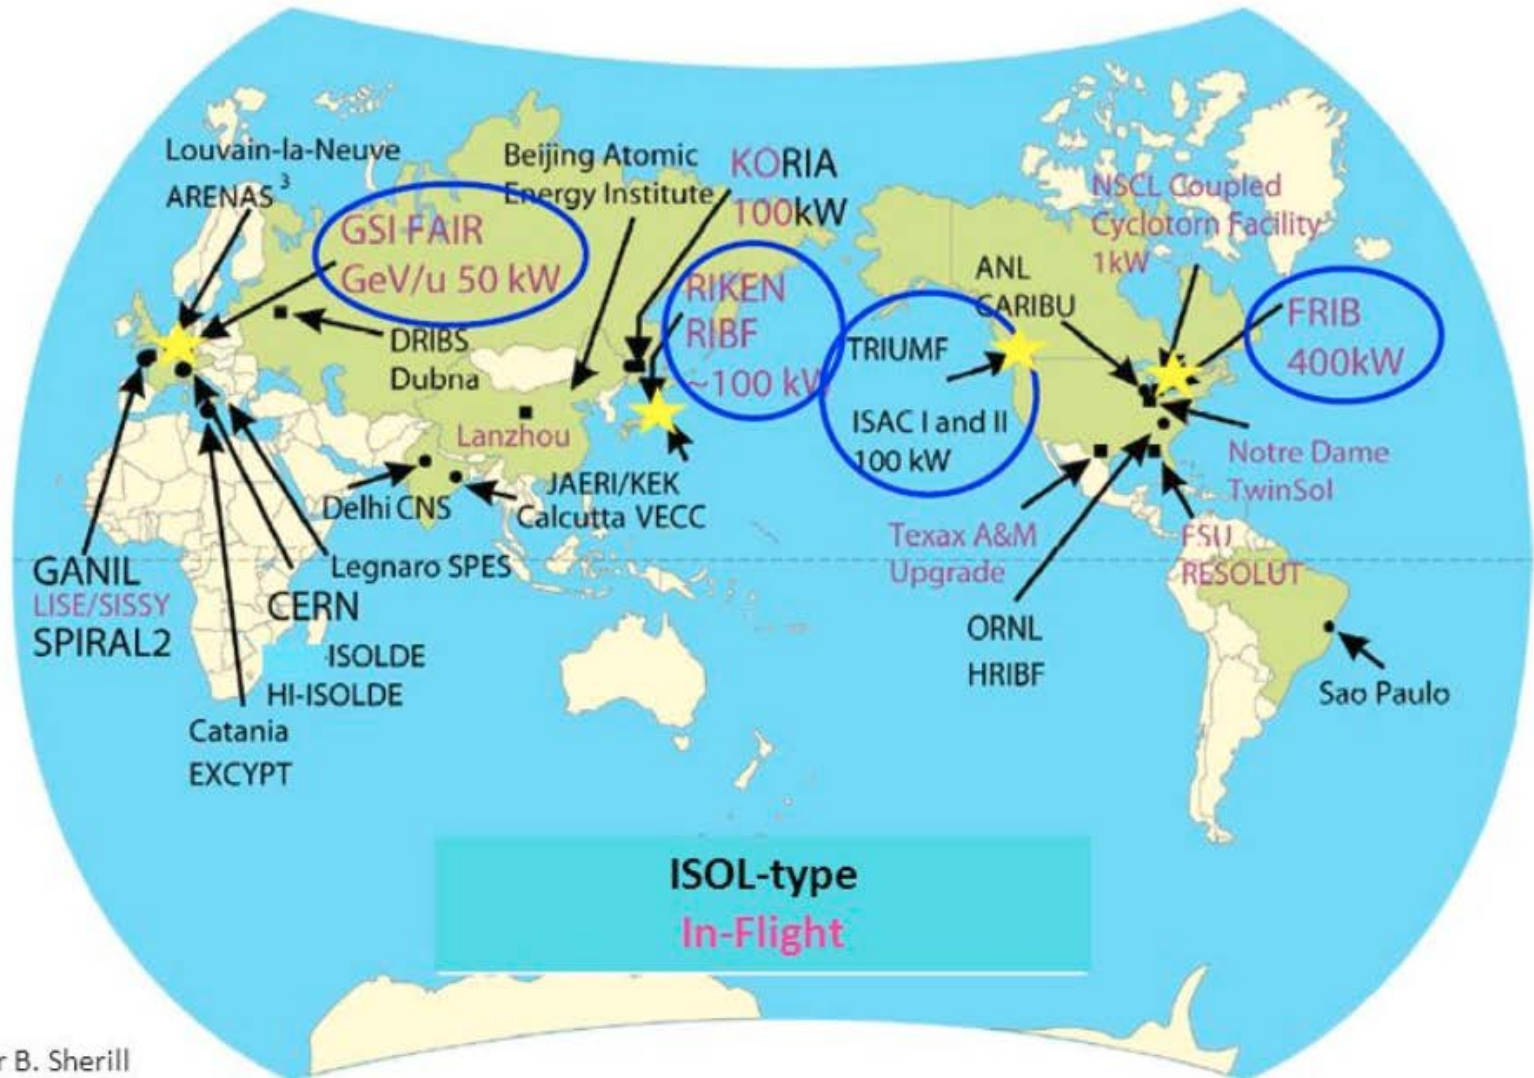 Louvain-la-Neuve
ARENAS 3
GSI FAIR
GeV/u 50 kW
Beijing Atomic
Energy Institute
KORIA
100kW
RIKEN
RIBF
~100 kW
DRIBS
Dubna
Lanzhou
Delhi CNS
JAERI/KEK
Calcutta VECC
GANIL
LISE/SISSY
SPIRAL2
Legnaro SPES
CERN
ISOLDE
HI-ISOLDE
Catania
EXCYPT
TRIUMF
ISAC I and II
100 kW
ANL
CARIBU
NSCL Coupled
Cyclotorn Facility
1kW
FRIB
400kW
Notre Dame
TwinSol
Texax A&M
Upgrade
FSU
RESOLUT
ORNL
HRIBF
Sao Paulo
ISOL-type
In-Flight
r B. Sherill